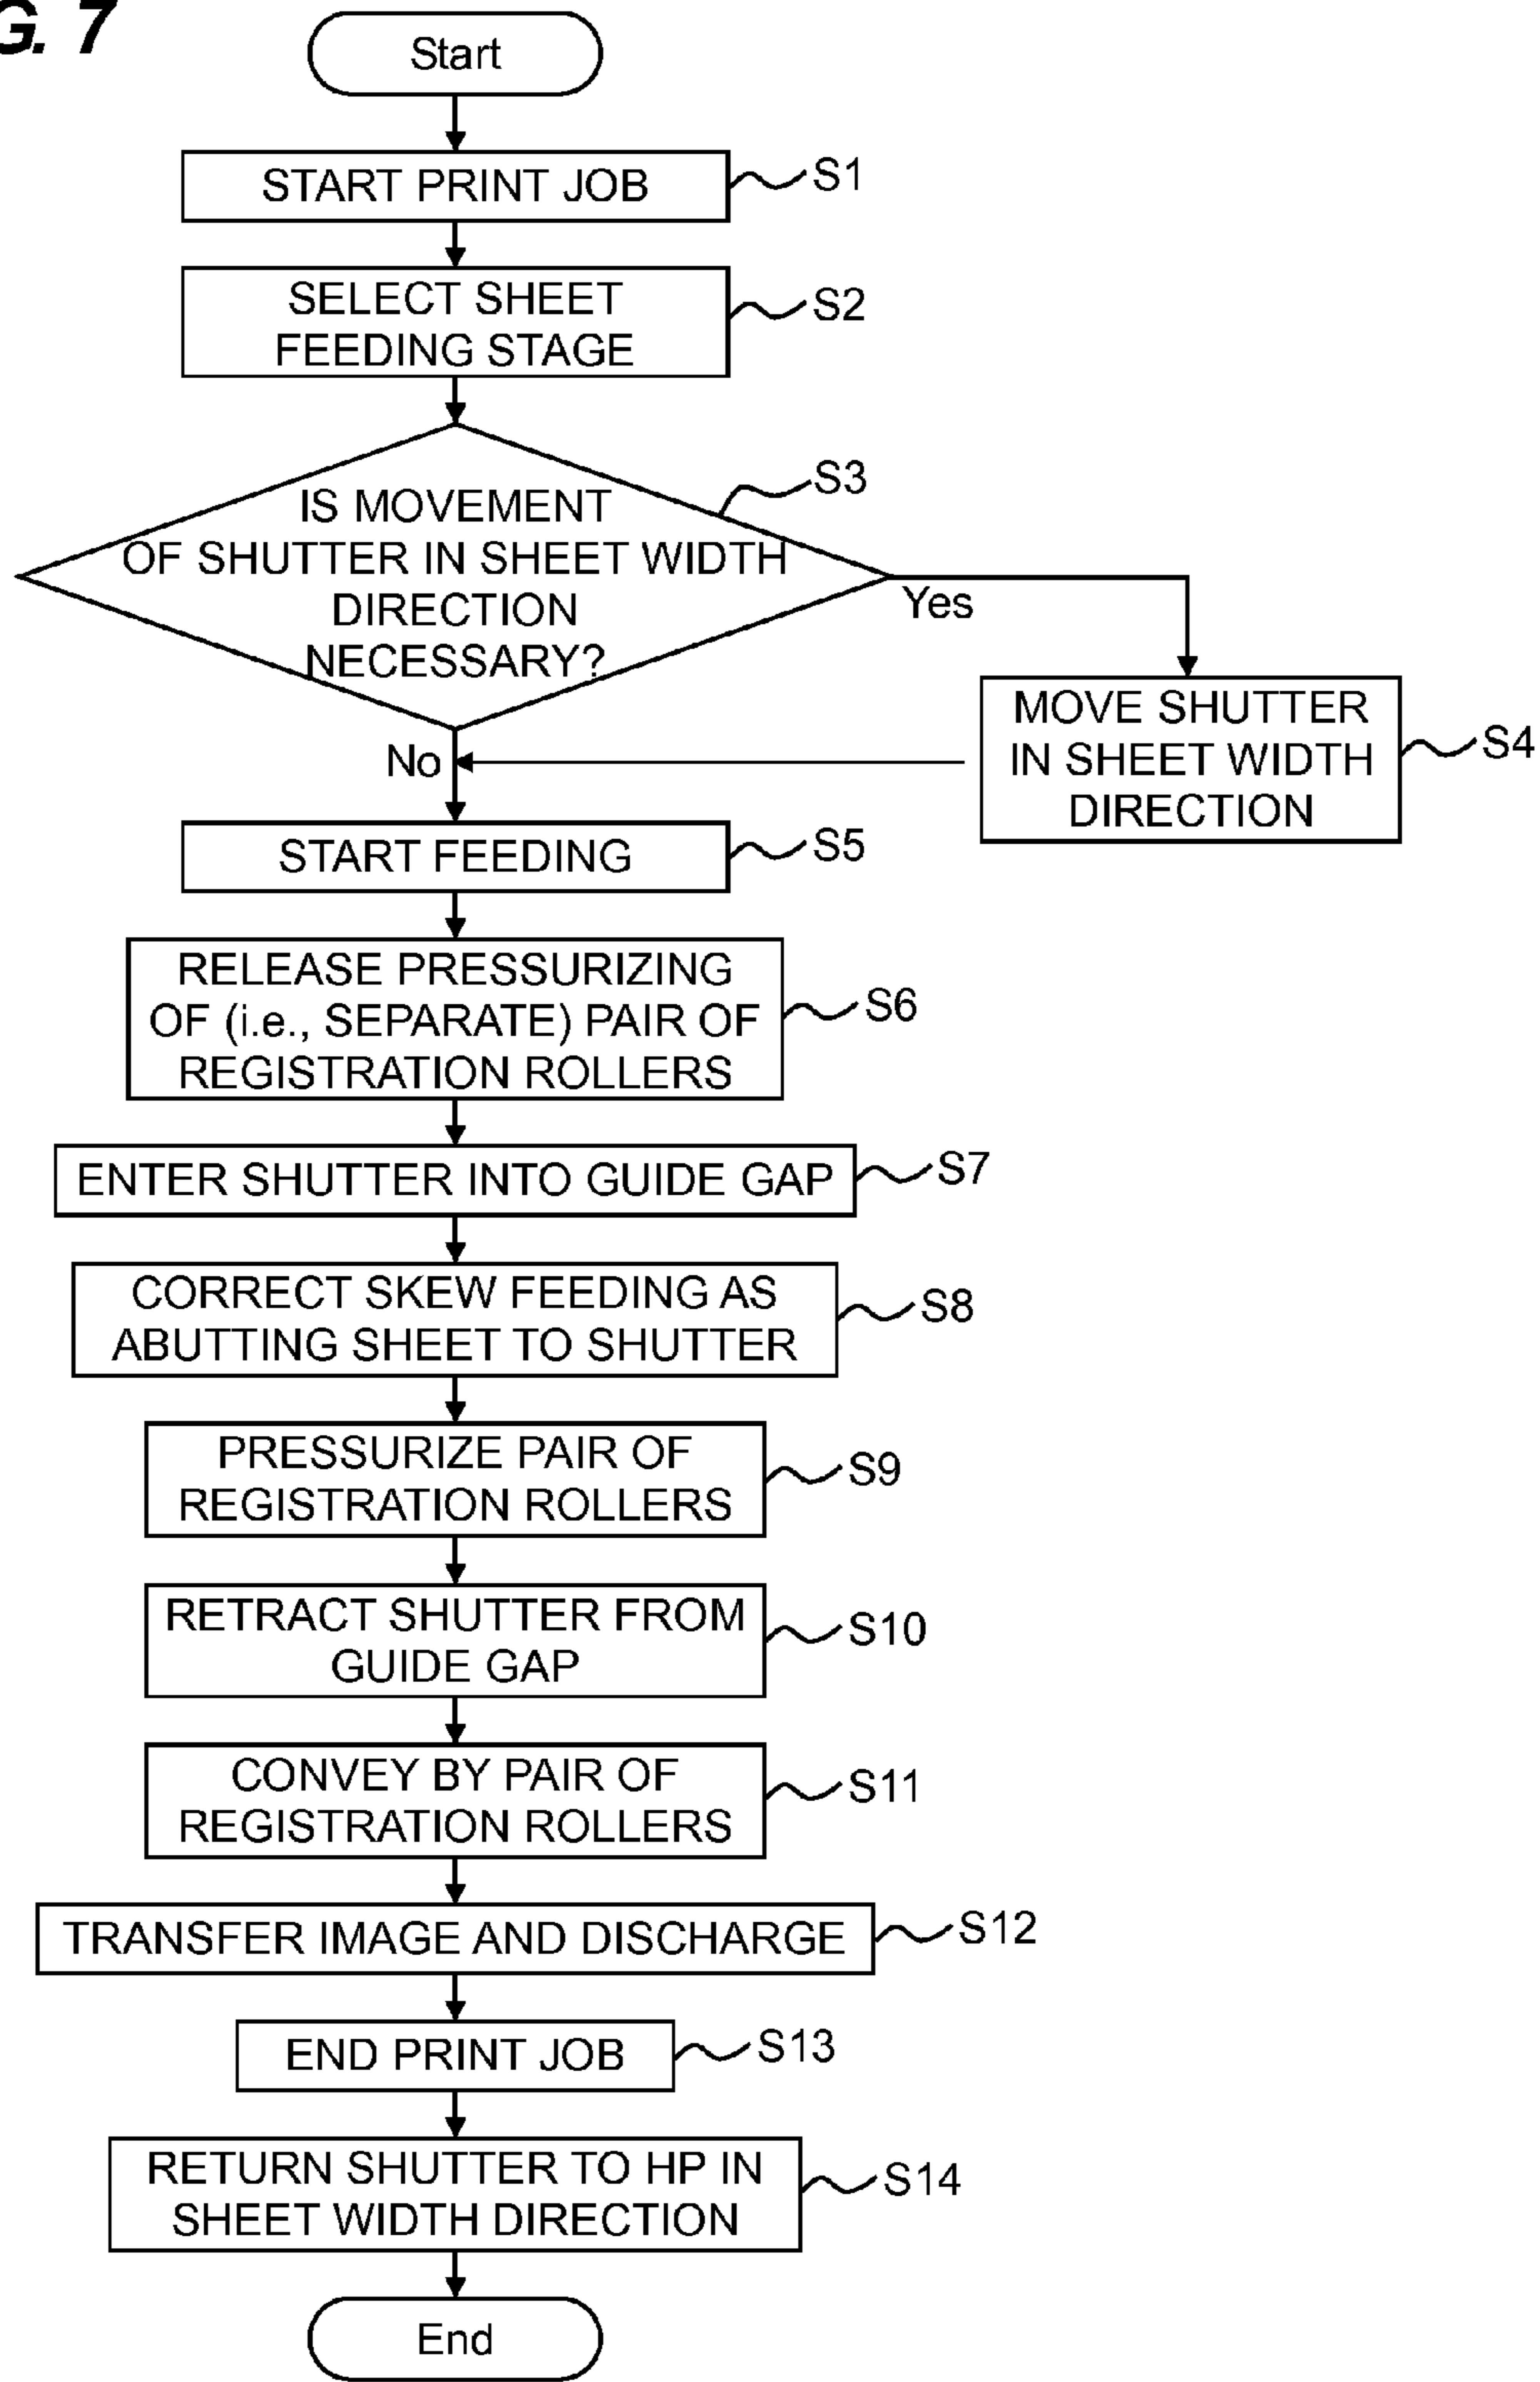 G. 7
Start
START PRINT JOB
S1
SELECT SHEET
FEEDING STAGE
S2
IS MOVEMENT
OF SHUTTER IN SHEET WIDTH
DIRECTION
NECESSARY?
S3
Yes
MOVE SHUTTER
IN SHEET WIDTH
DIRECTION
S4
No
START FEEDING
S5
RELEASE PRESSURIZING
OF (i.e., SEPARATE) PAIR OF
REGISTRATION ROLLERS
S6
ENTER SHUTTER INTO GUIDE GAP
S7
CORRECT SKEW FEEDING AS
ABUTTING SHEET TO SHUTTER
S8
PRESSURIZE PAIR OF
REGISTRATION ROLLERS
S9
RETRACT SHUTTER FROM
GUIDE GAP
S10
CONVEY BY PAIR OF
REGISTRATION ROLLERS
S11
TRANSFER IMAGE AND DISCHARGE
S12
END PRINT JOB
S13
RETURN SHUTTER TO HP IN
SHEET WIDTH DIRECTION
S14
End